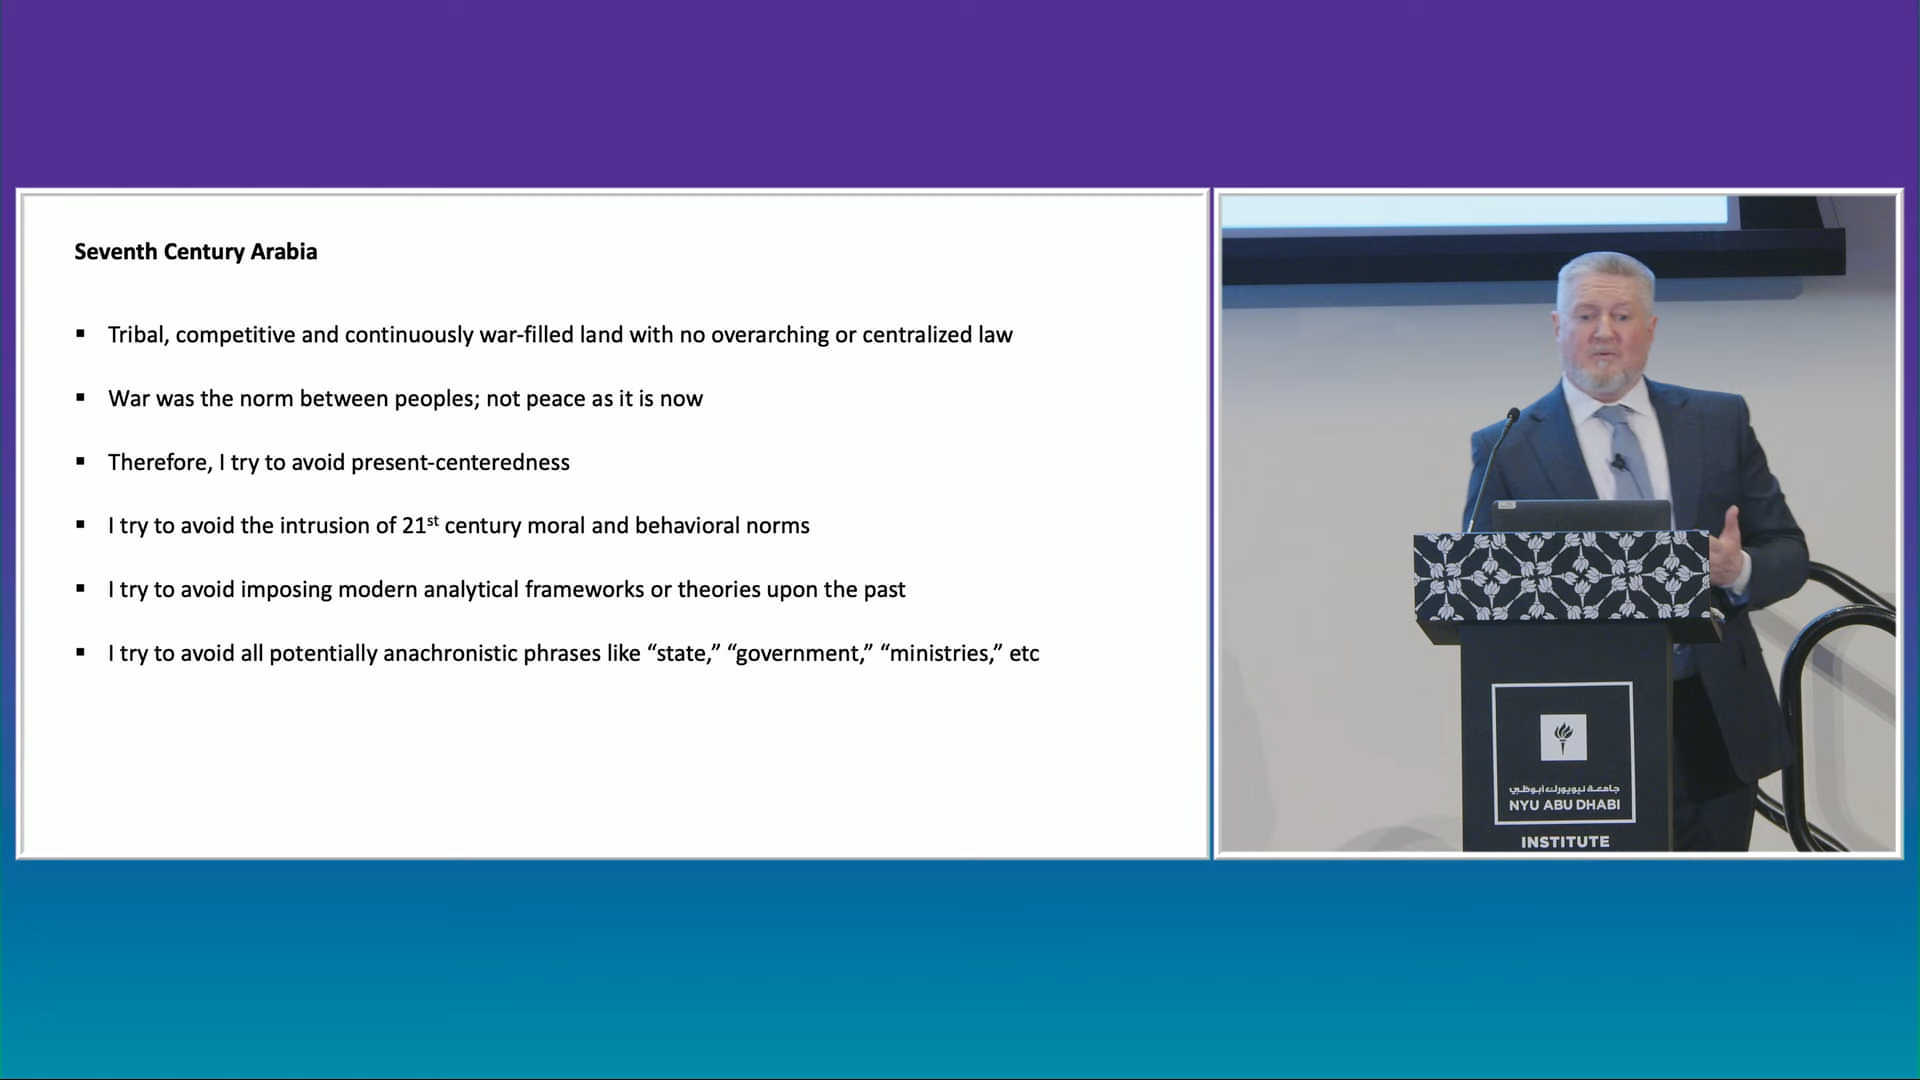 Seventh Century Arabia
▪ Tribal, competitive and continuously war-filled land with no overarching or centralized law
▪ War was the norm between peoples; not peace as it is now
▪ Therefore, I try to avoid present-centeredness
▪ I try to avoid the intrusion of 21st century moral and behavioral norms
▪ I try to avoid imposing modern analytical frameworks or theories upon the past
▪ I try to avoid all potentially anachronistic phrases like “state,” “government,” “ministries,” etc
جامعة نيويورك أبوظبي
NYU ABU DHABI
INSTITUTE